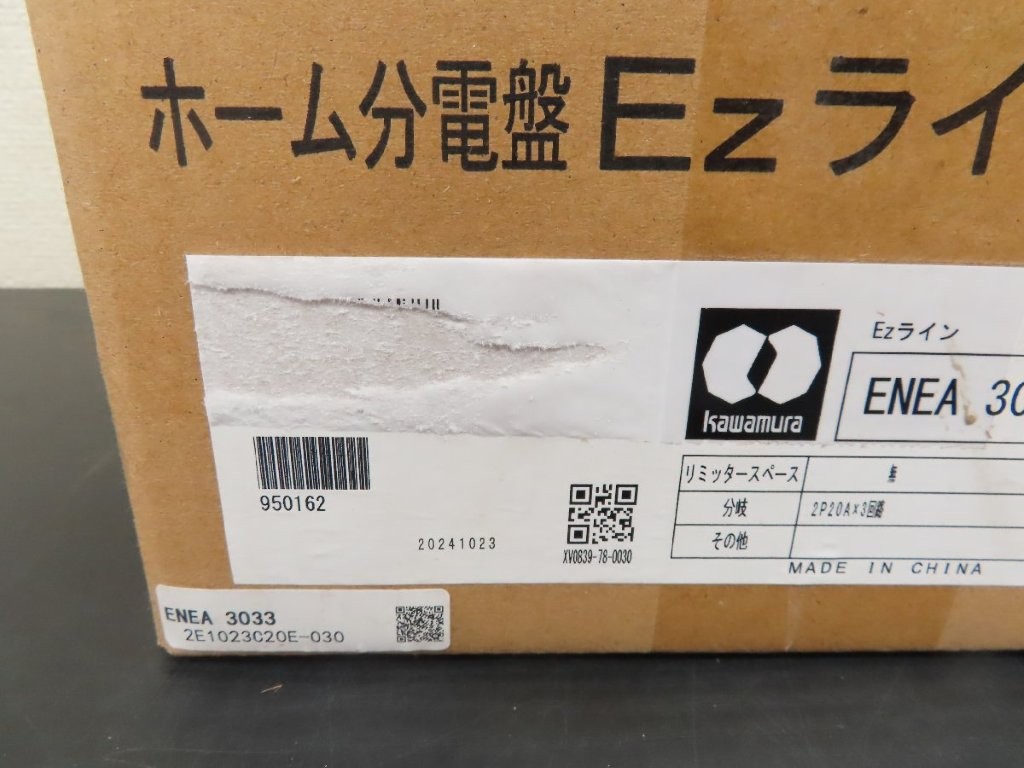 ホーム分電盤 Ezライ
Ezライン
kawamura
ENEA 30
リミッタースペース 無
分岐 2P20A×3回路
その他
MADE IN CHINA
950162
20241023
XV0839-78-0030
ENEA 3033
2E1023C20E-030